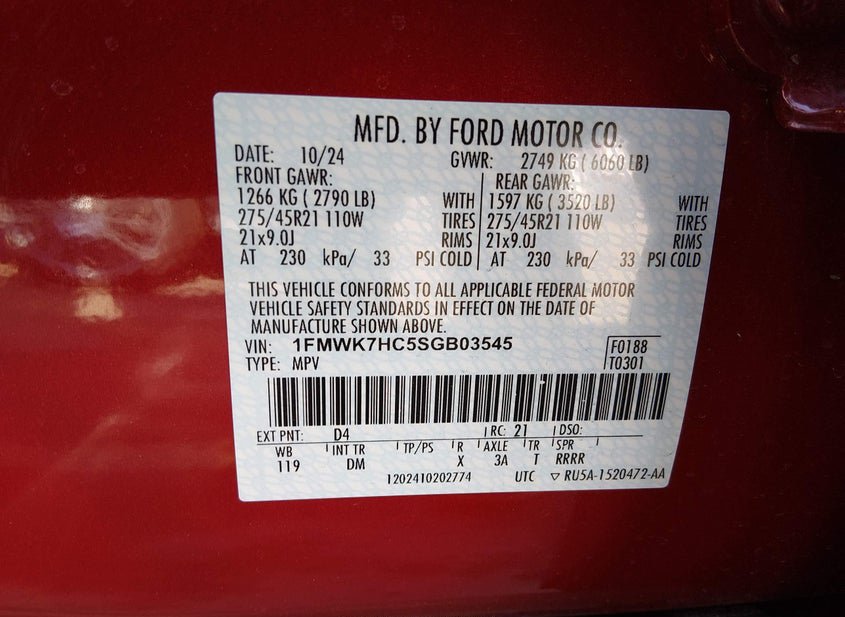 MFD. BY FORD MOTOR CO.
DATE: 10/24 GVWR: 2749 KG ( 6060 LB)
FRONT GAWR: REAR GAWR:
1266 KG ( 2790 LB) WITH 1597 KG ( 3520 LB) WITH
275/45R21 110W TIRES 275/45R21 110W TIRES
21x9.0J RIMS 21x9.0J RIMS
AT 230 kPa/ 33 PSI COLD AT 230 kPa/ 33 PSI COLD
THIS VEHICLE CONFORMS TO ALL APPLICABLE FEDERAL MOTOR
VEHICLE SAFETY STANDARDS IN EFFECT ON THE DATE OF
MANUFACTURE SHOWN ABOVE.
VIN: 1FMWK7HC5SGB03545 F0188
TYPE: MPV T0301
EXT PNT: D4 RC: 21 DSO:
WB INT TR TP/PS R AXLE TR SPR
119 DM X 3A T RRRR
1202410202774 UTC ▽ RU5A-1520472-AA